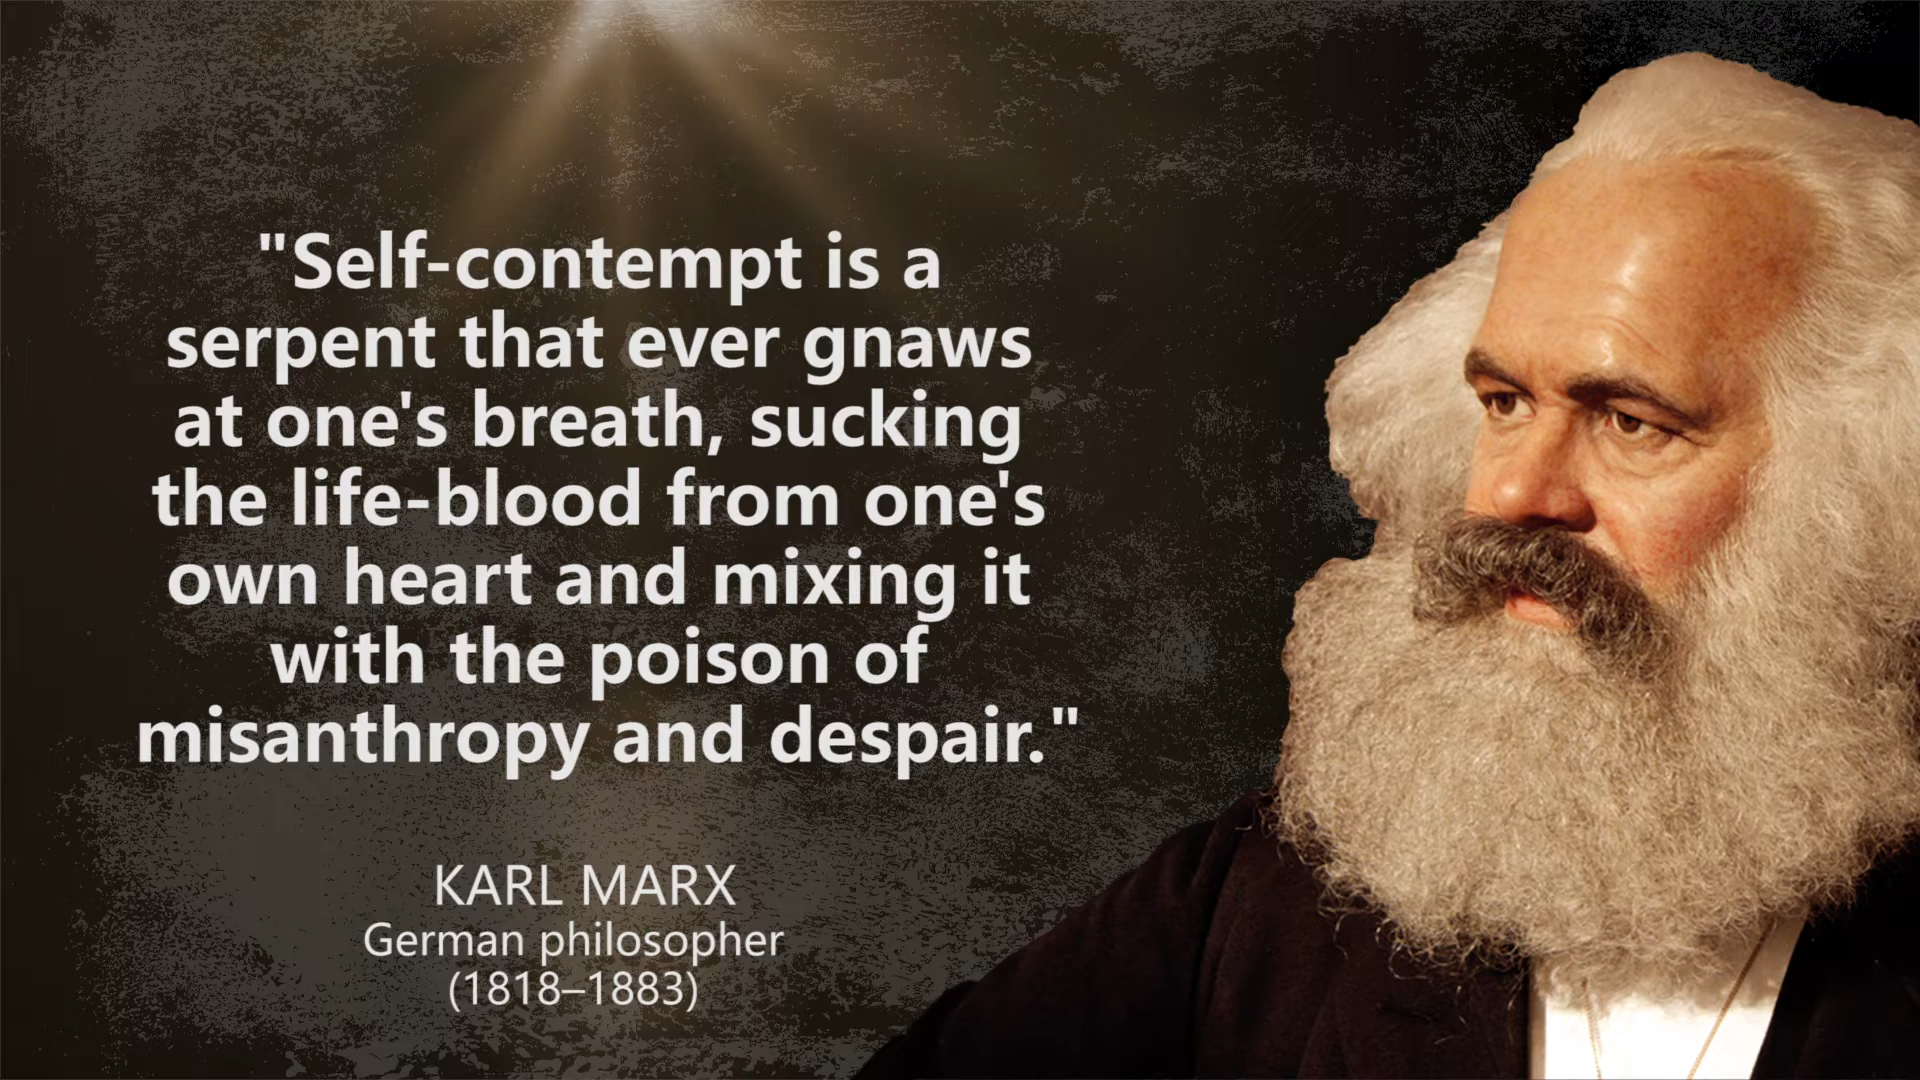 "Self-contempt is a
serpent that ever gnaws
at one's breath, sucking
the life-blood from one's
own heart and mixing it
with the poison of
misanthropy and despair."
KARL MARX
German philosopher
(1818–1883)